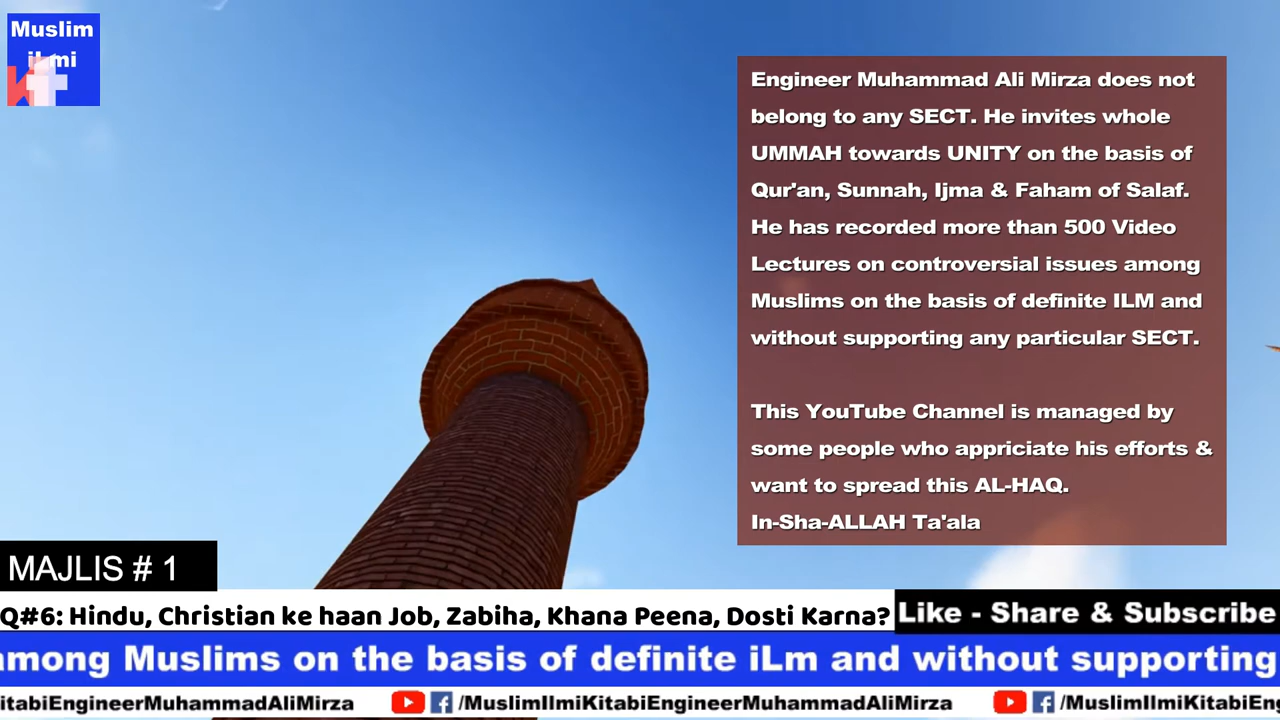 Muslim
Engineer Muhammad Ali Mirza does not
belong to any SECT. He invites whole
UMMAH towards UNITY on the basis of
Qur'an, Sunnah, Ijma & Faham of Salaf.
He has recorded more than 500 Video
Lectures on controversial issues among
Muslims on the basis of definite ILM and
without supporting any particular SECT.
This YouTube Channel is managed by
some people who appriciate his efforts &
want to spread this AL-HAQ.
In-Sha-ALLAH Ta'ala
MAJLIS # 1
Q#6: Hindu, Christian ke haan Job, Zabiha, Khana Peena, Dosti Karna?
Like - Share & Subscribe
among Muslims on the basis of definite iLm and without supporting
itabiEngineerMuhammadAliMirza /MuslimIlmiKitabiEngineerMuhammadAliMirza /MuslimIlmiKitabiEng